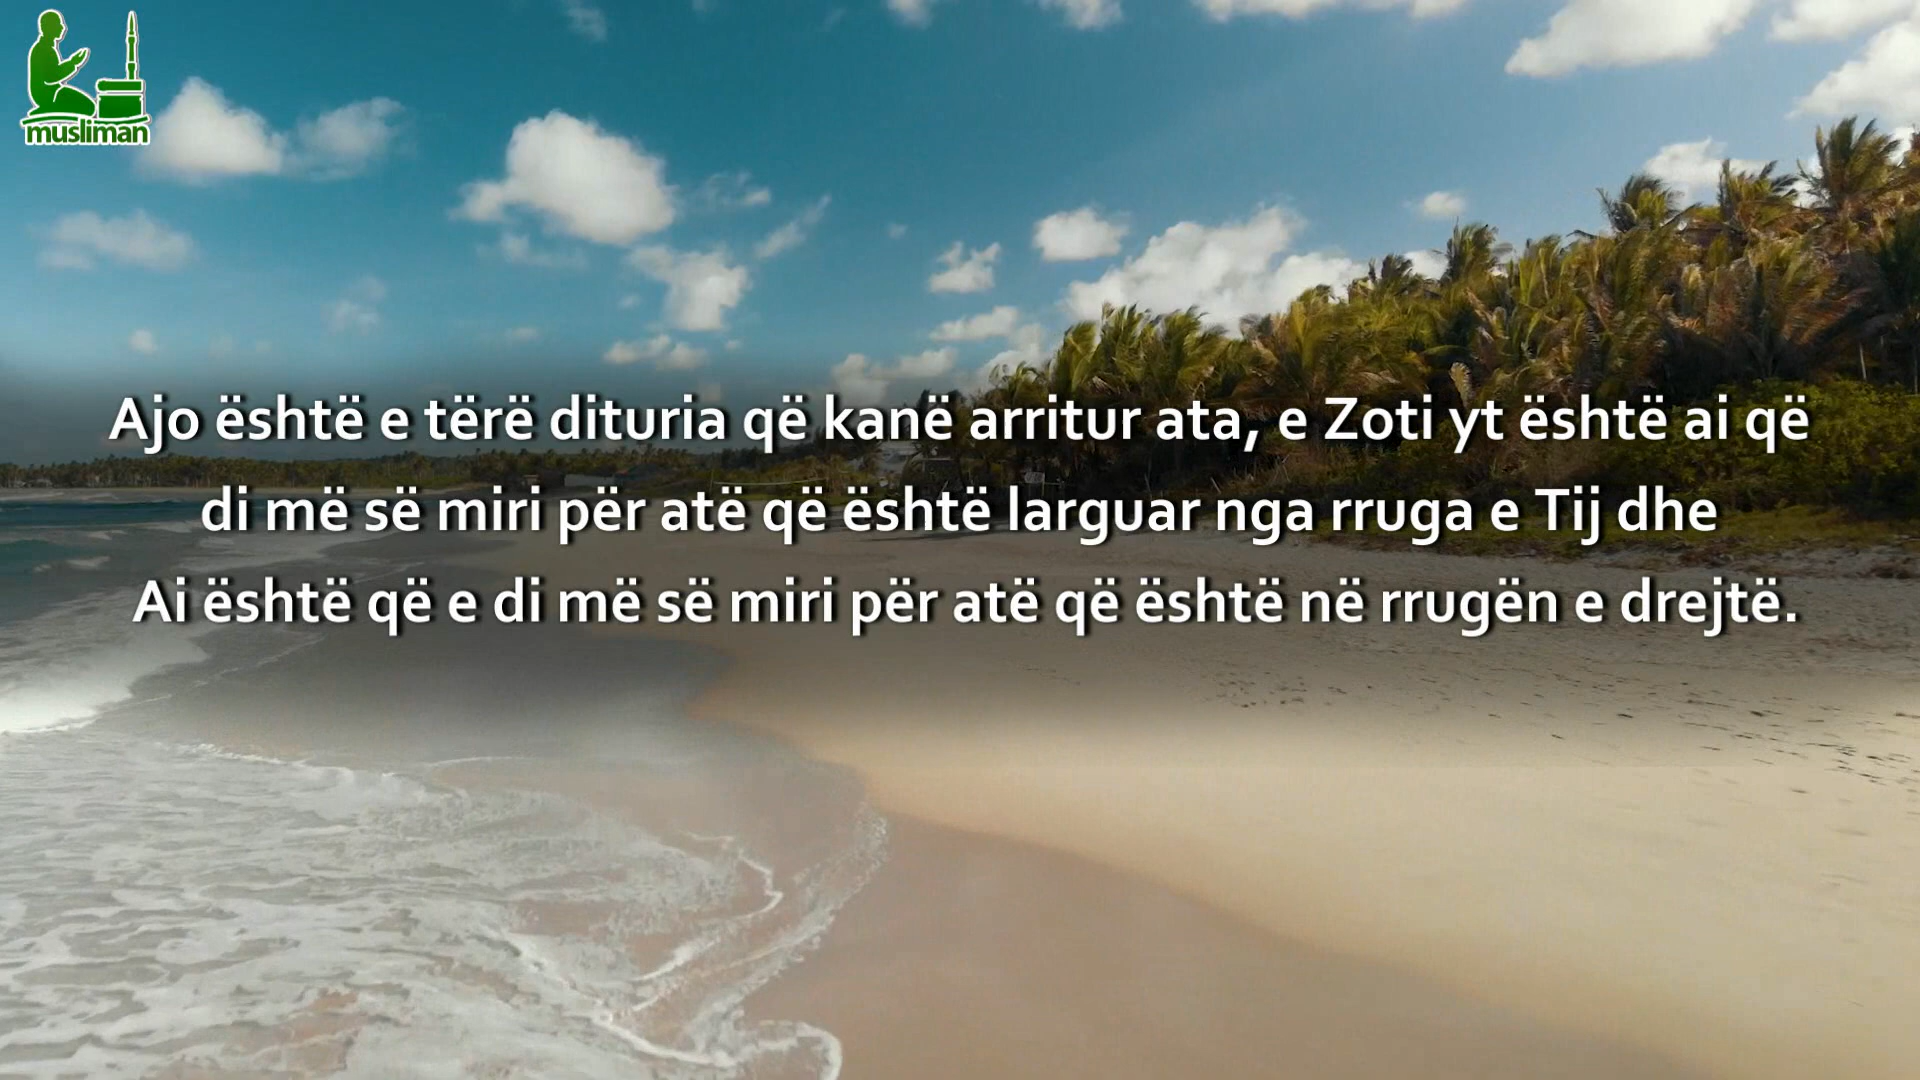 musliman
Ajo është e tërë dituria që kanë arritur ata, e Zoti yt është ai që
di më së miri për atë që është larguar nga rruga e Tij dhe
Ai është që e di më së miri për atë që është në rrugën e drejtë.